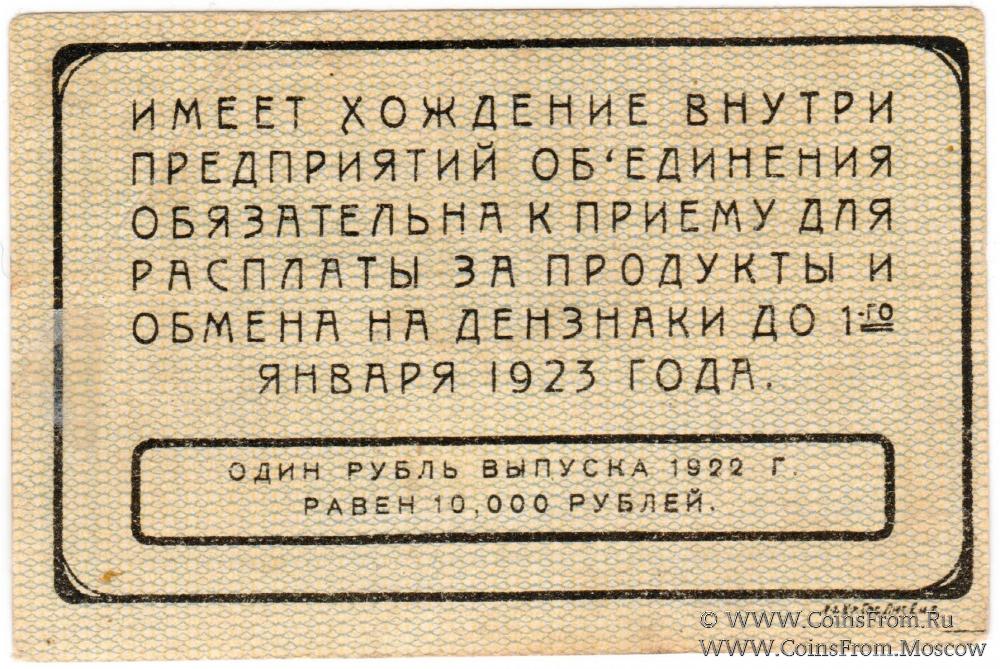 ИМЕЕТ ХОЖДЕНИЕ ВНУТРИ
ПРЕДПРИЯТИЙ ОБ'ЕДИНЕНИЯ
ОБЯЗАТЕЛЬНА К ПРИЕМУ ДЛЯ
РАСПЛАТЫ ЗА ПРОДУКТЫ И
ОБМЕНА НА ДЕНЗНАКИ ДО 1-ГО
ЯНВАРЯ 1923 ГОДА.
ОДИН РУБЛЬ ВЫПУСКА 1922 Г.
РАВЕН 10,000 РУБЛЕЙ.
© WWW.CoinsFrom.Ru
WWW.CoinsFrom.Moscow